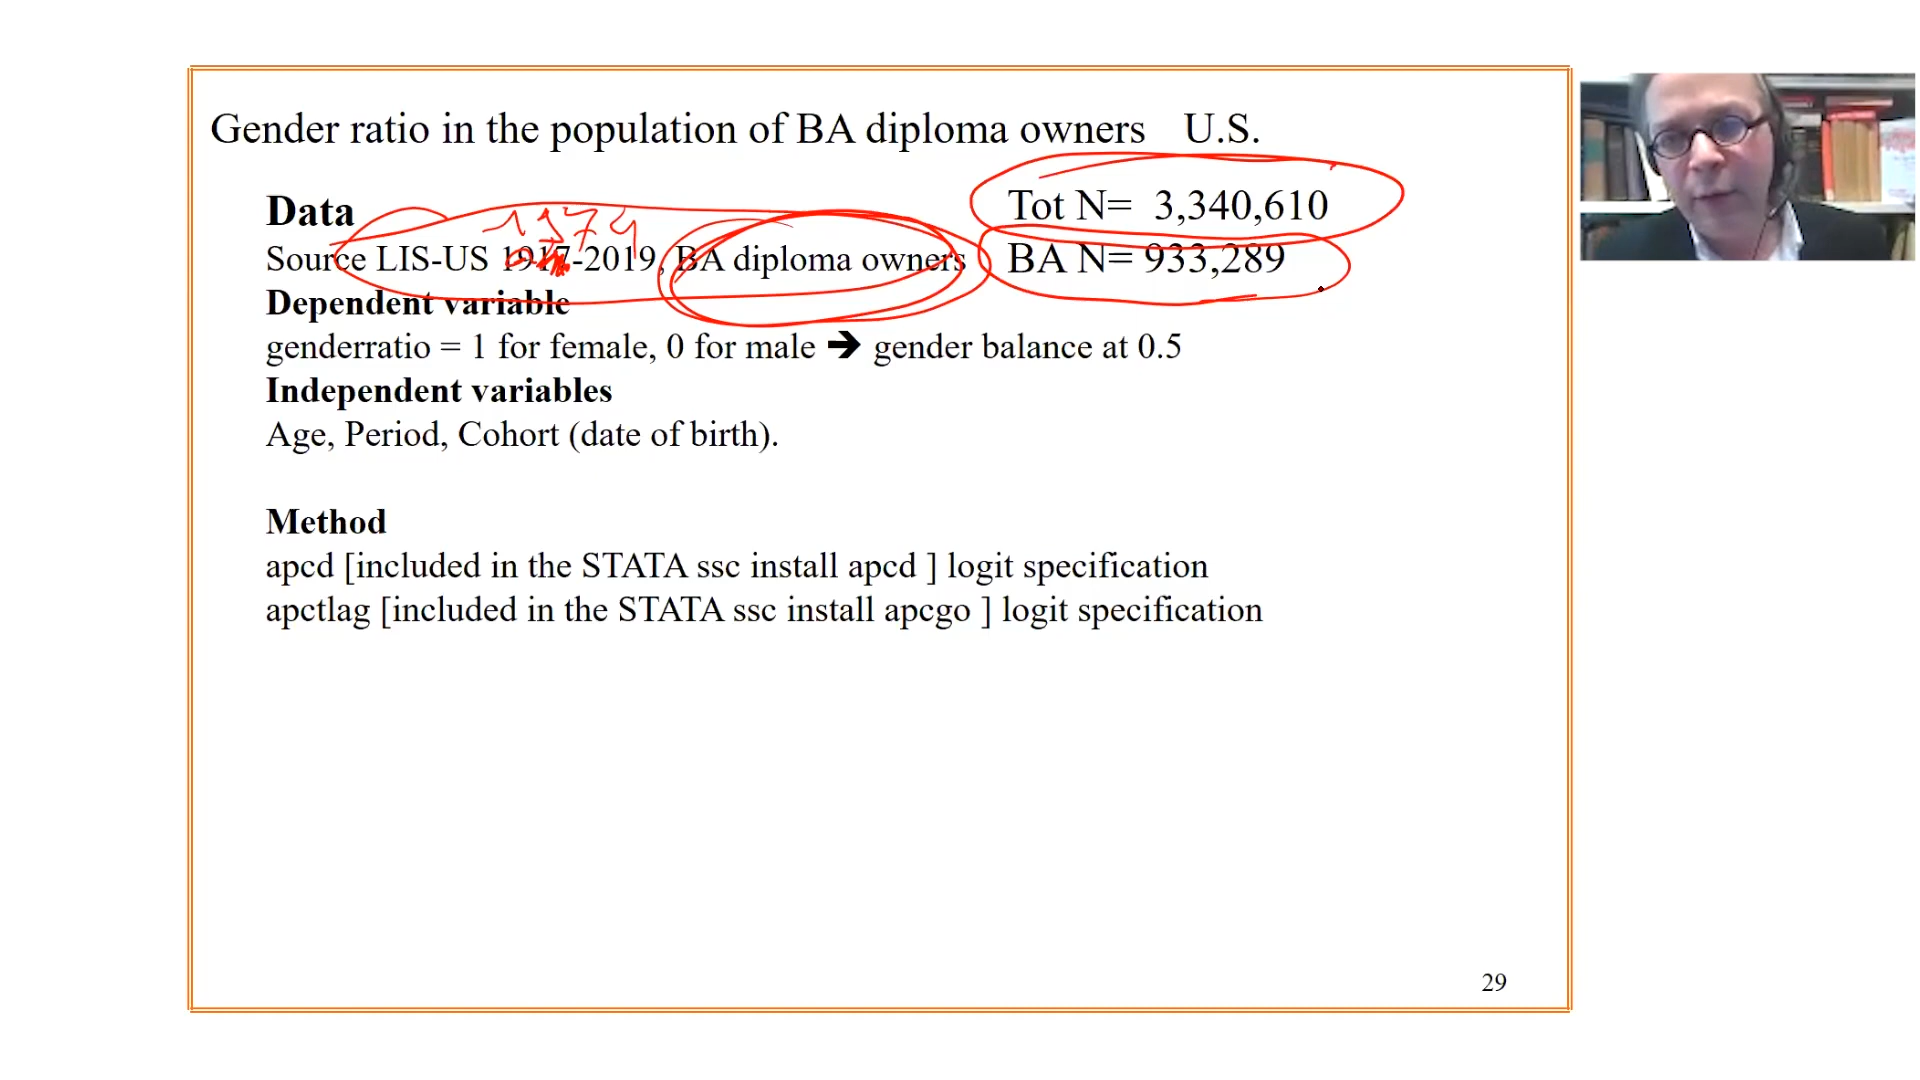 Gender ratio in the population of BA diploma owners U.S.
Data
Tot N= 3,340,610
1974
Source LIS-US 1917-2019, BA diploma owners
BA N= 933,289
Dependent variable
genderratio = 1 for female, 0 for male ➔ gender balance at 0.5
Independent variables
Age, Period, Cohort (date of birth).
Method
apcd [included in the STATA ssc install apcd ] logit specification
apctlag [included in the STATA ssc install apcgo ] logit specification
29